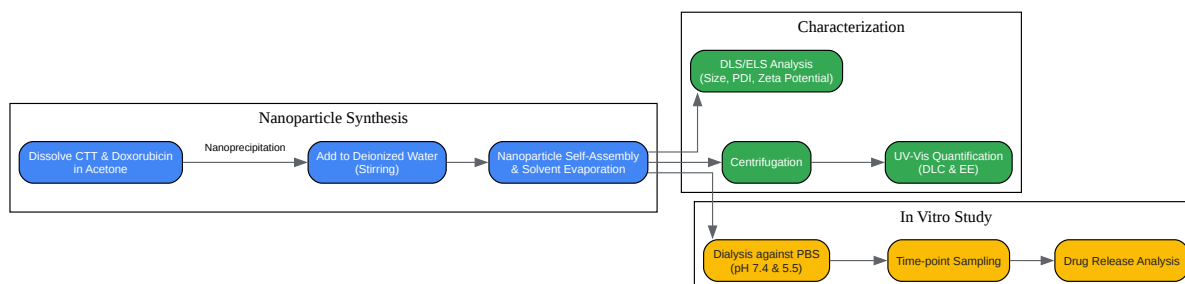 Characterization
DLS/ELS Analysis
(Size, PDI, Zeta Potential)
Nanoparticle Synthesis
Dissolve CTT & Doxorubicin
in Acetone
Nanoprecipitation
Add to Deionized Water
(Stirring)
Nanoparticle Self-Assembly
& Solvent Evaporation
Centrifugation
UV-Vis Quantification
(DLC & EE)
In Vitro Study
Dialysis against PBS
(pH 7.4 & 5.5)
Time-point Sampling
Drug Release Analysis